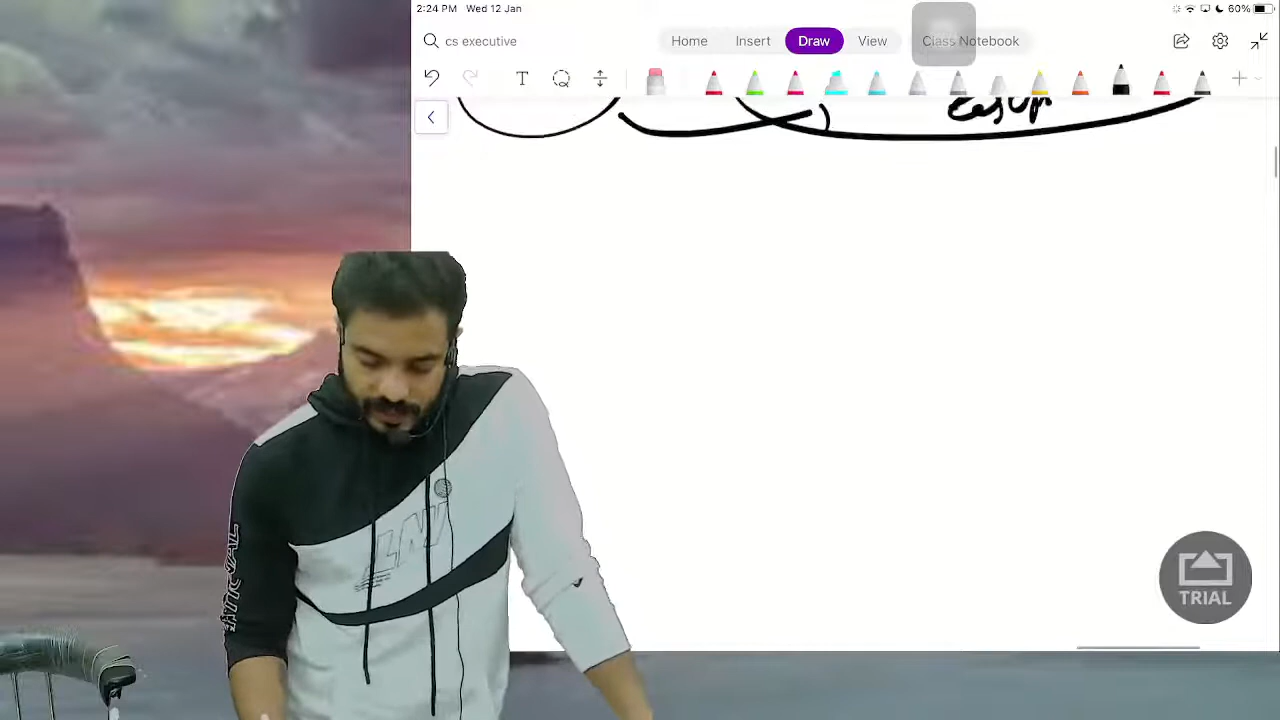 2:24 PM Wed 12 Jan
60%
cs executive
Home Insert Draw View Class Notebook
T
TRIAL